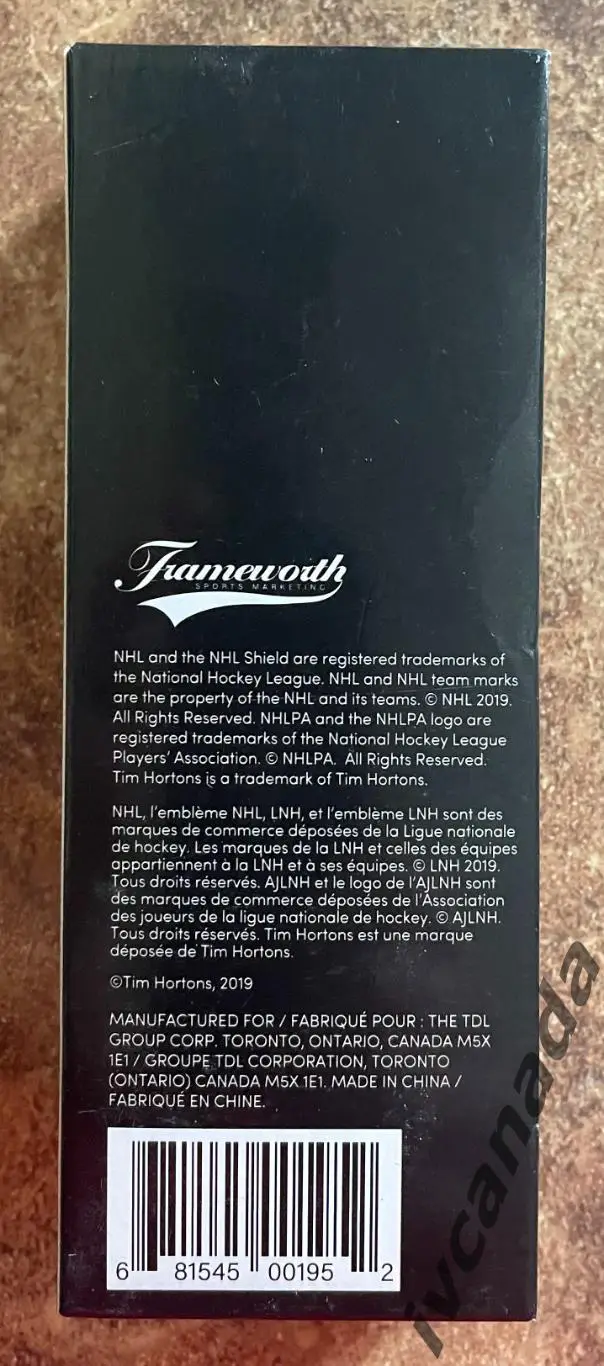 Frameworth
SPORTS MARKETING
NHL and the NHL Shield are registered trademarks of
the National Hockey League. NHL and NHL team marks
are the property of the NHL and its teams. © NHL 2019.
All Rights Reserved. NHLPA and the NHLPA logo are
registered trademarks of the National Hockey League
Players' Association. © NHLPA. All Rights Reserved.
Tim Hortons is a trademark of Tim Hortons.
NHL, l'emblème NHL, LNH, et l'emblème LNH sont des
marques de commerce déposées de la Ligue nationale
de hockey. Les marques de la LNH et celles des équipes
appartiennent à la LNH et à ses équipes. © LNH 2019.
Tous droits réservés. AJLNH et le logo de l'AJLNH sont
des marques de commerce déposées de l'Association
des joueurs de la ligue nationale de hockey. © AJLNH.
Tous droits réservés. Tim Hortons est une marque
déposée de Tim Hortons.
©Tim Hortons, 2019
MANUFACTURED FOR / FABRIQUÉ POUR : THE TDL
GROUP CORP. TORONTO, ONTARIO, CANADA M5X
1E1 / GROUPE TDL CORPORATION, TORONTO
(ONTARIO) CANADA M5X 1E1. MADE IN CHINA /
FABRIQUÉ EN CHINE.
6 81545 00195 2
ivcanada